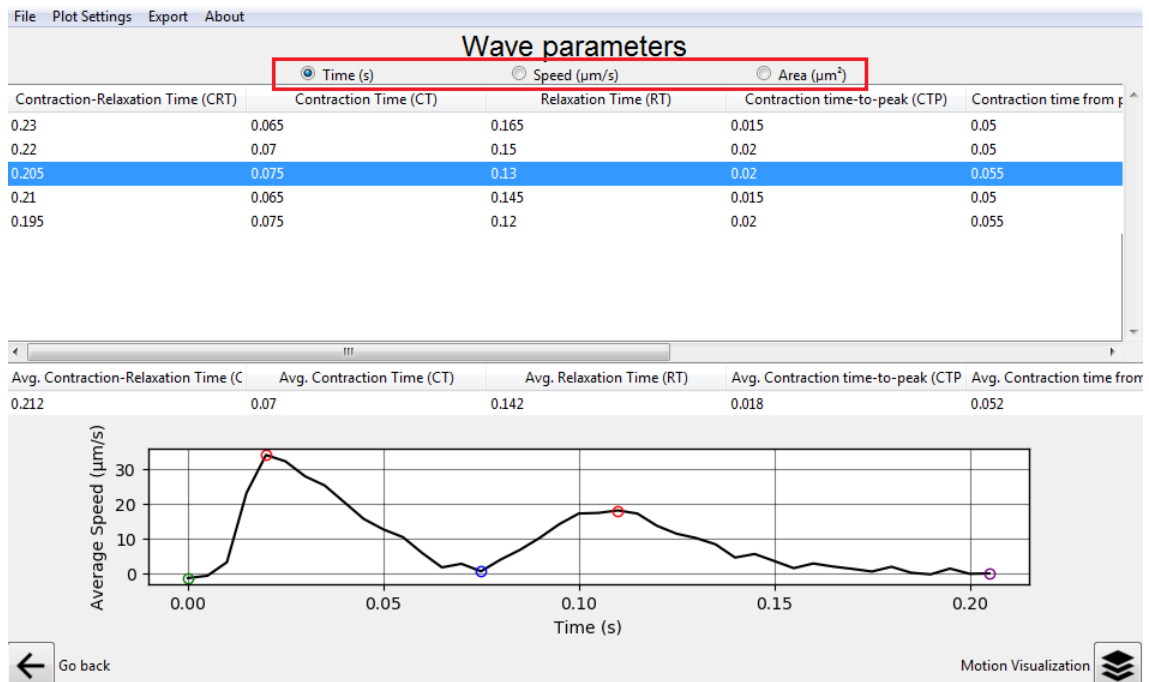 File Plot Settings Export About
Wave parameters
Time (s) Speed (µm/s) Area (µm²)
Contraction-Relaxation Time (CRT) Contraction Time (CT) Relaxation Time (RT) Contraction time-to-peak (CTP) Contraction time from p
0.23 0.065 0.165 0.015 0.05
0.22 0.07 0.15 0.02 0.05
0.205 0.075 0.13 0.02 0.055
0.21 0.065 0.145 0.015 0.05
0.195 0.075 0.12 0.02 0.055
Avg. Contraction-Relaxation Time (C Avg. Contraction Time (CT) Avg. Relaxation Time (RT) Avg. Contraction time-to-peak (CTP Avg. Contraction time from
0.212 0.07 0.142 0.018 0.052
Average Speed (µm/s)
30
20
10
0
0.00 0.05 0.10 0.15 0.20
Time (s)
Go back Motion Visualization